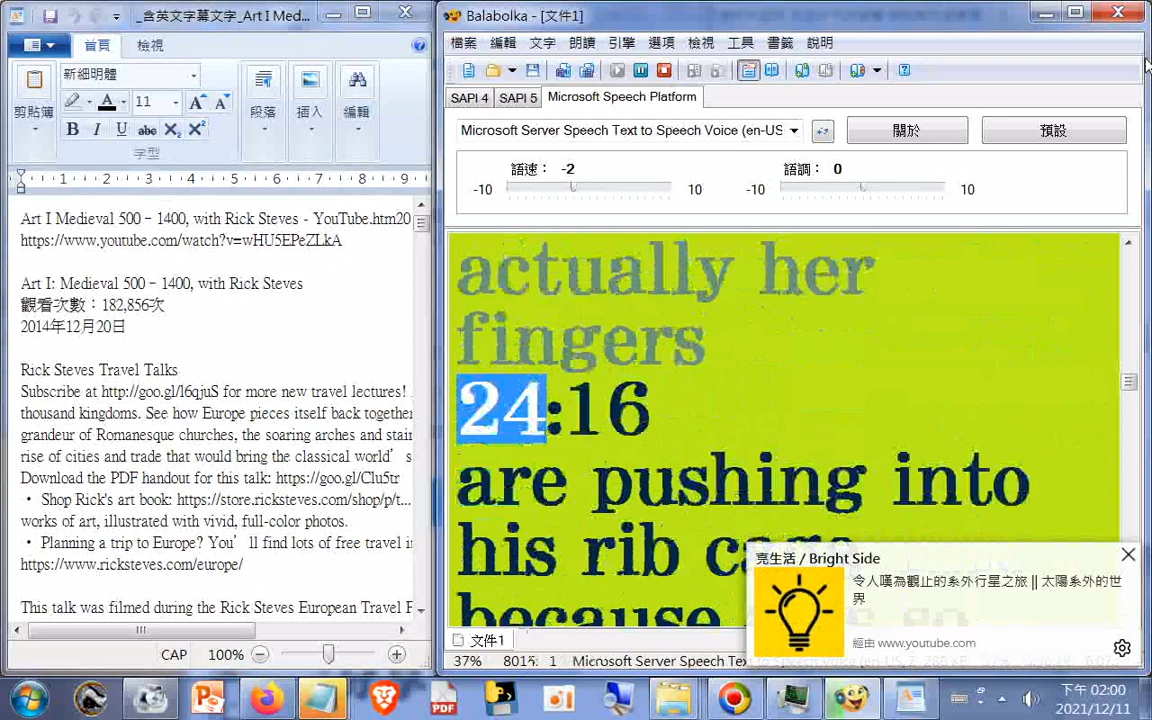 _含英文字幕文字_Art I Med...
首頁
檢視
剪貼簿
新細明體
11
段落
插入
編輯
字型
1 2 3 4 5 6 7 8 9
Art I Medieval 500–1400, with Rick Steves - YouTube.htm20
https://www.youtube.com/watch?v=wHU5EPeZLkA
Art I: Medieval 500–1400, with Rick Steves
觀看次數：182,856次
2014年12月20日
Rick Steves Travel Talks
Subscribe at http://goo.gl/l6qjuS for more new travel lectures!
thousand kingdoms. See how Europe pieces itself back together
grandeur of Romanesque churches, the soaring arches and stair
rise of cities and trade that would bring the classical world’s
Download the PDF handout for this talk: https://goo.gl/Clu5tr
• Shop Rick's art book: https://store.ricksteves.com/shop/p/t...
works of art, illustrated with vivid, full-color photos.
• Planning a trip to Europe? You’ll find lots of free travel in
https://www.ricksteves.com/europe/
This talk was filmed during the Rick Steves European Travel F
CAP
100%
Balabolka - [文件1]
檔案 編輯 文字 朗讀 引擎 選項 檢視 工具 書籤 說明
SAPI 4 SAPI 5 Microsoft Speech Platform
Microsoft Server Speech Text to Speech Voice (en-US
關於
預設
語速： -2
-10 10
語調： 0
-10 10
actually her
fingers
24:16
are pushing into
his rib cage
because
文件1
37% 801 1 Microsoft Server Speech Text
亮生活 / Bright Side
令人嘆為觀止的系外行星之旅 || 太陽系外的世
界
經由 www.youtube.com
下午 02:00
2021/12/11